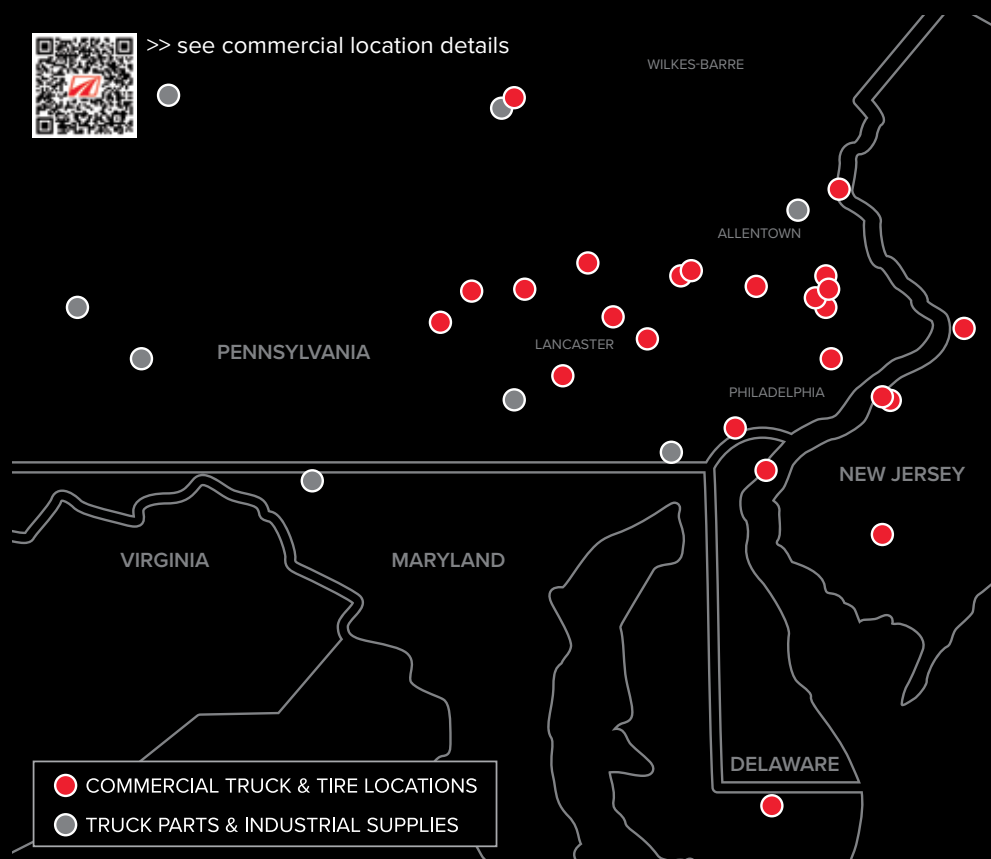 >> see commercial location details
WILKES-BARRE
ALLENTOWN
PENNSYLVANIA
LANCASTER
PHILADELPHIA
NEW JERSEY
VIRGINIA
MARYLAND
DELAWARE
COMMERCIAL TRUCK & TIRE LOCATIONS
TRUCK PARTS & INDUSTRIAL SUPPLIES